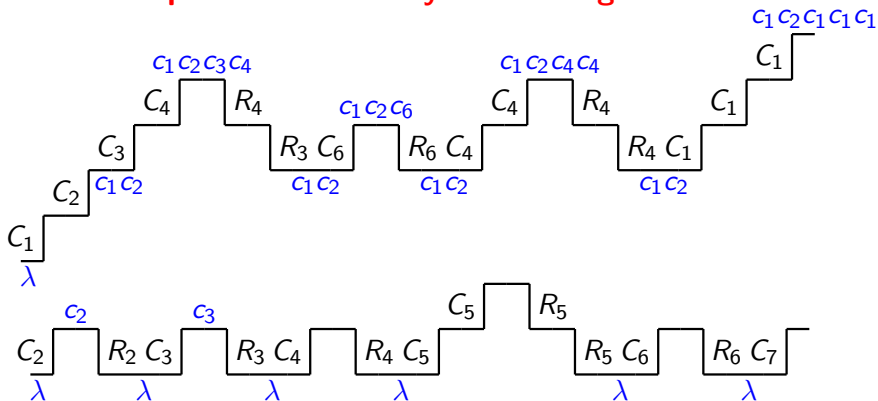 c₁c₂c₁c₁c₁
c₁c₂c₃c₄ c₁c₂c₄c₄ C₁
C₄ R₄ c₁c₂c₆ C₄ R₄ C₁
C₃ R₃ C₆ R₆ C₄ R₄ C₁
c₁c₂ c₁c₂ c₁c₂ c₁c₂
C₂
C₁
λ
c₂ c₃ C₅ R₅
C₂ R₂ C₃ R₃ C₄ R₄ C₅ R₅ C₆ R₆ C₇
λ λ λ λ λ λ